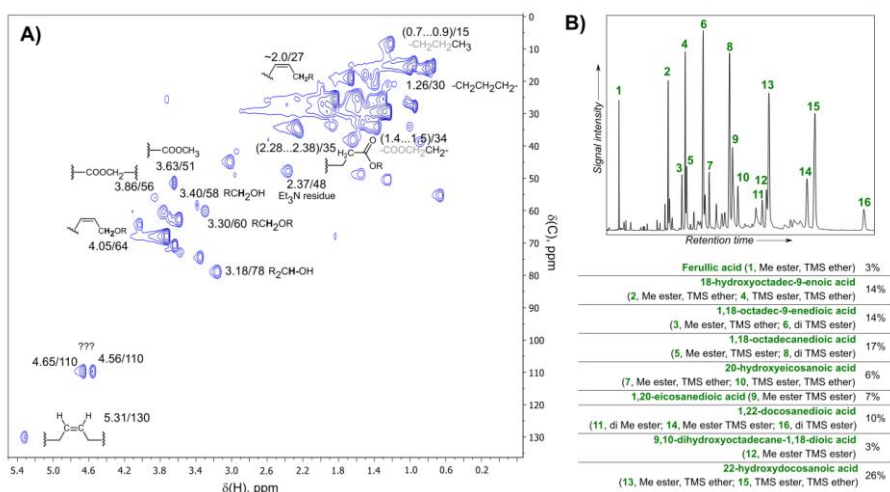 A)
(0.7...0.9)/15
-CH₂CH₂CH₃
~2.0/27
CH₂R
1.26/30 -CH₂CH₂CH₂-
(1.4...1.5)/34
-COOCH₂CH₂-
(2.28...2.38)/35
H₂C
O
OR
COOCH₃
3.63/51
COOCH₂
3.86/56
3.40/58 RCH₂OH
2.37/48
Et₃N residue
3.30/60 RCH₂OR
CH₂OR
4.05/64
3.18/78 R₂CH-OH
???
4.65/110
4.56/110
H H
C=C
5.31/130
5.4 4.6 3.8 3.2 2.6 2.0 1.4 0.8 0.2
δ(H), ppm
0
10
20
30
40
50
60
70
80
90
100
110
120
130
δ(C), ppm
B)
Signal intensity
Retention time
1
2
3
4
5
6
7
8
9
10
11
12
13
14
15
16
Ferullic acid (1, Me ester, TMS ether) 3%
18-hydroxyoctadec-9-enoic acid
(2, Me ester, TMS ether; 4, TMS ester, TMS ether) 14%
1,18-octadec-9-enedioic acid
(3, Me ester, TMS ether; 6, di TMS ester) 14%
1,18-octadecanedioic acid
(5, Me ester, TMS ester; 8, di TMS ester) 17%
20-hydroxyeicosanoic acid
(7, Me ester, TMS ether; 10, TMS ester, TMS ether) 6%
1,20-eicosanedioic acid (9, Me ester TMS ester) 7%
1,22-docosanedioic acid
(11, di Me ester; 14, Me ester TMS ester; 16, di TMS ester) 10%
9,10-dihydroxyoctadecane-1,18-dioic acid
(12, Me ester TMS ester) 3%
22-hydroxydocosanoic acid
(13, Me ester, TMS ether; 15, TMS ester, TMS ether) 26%